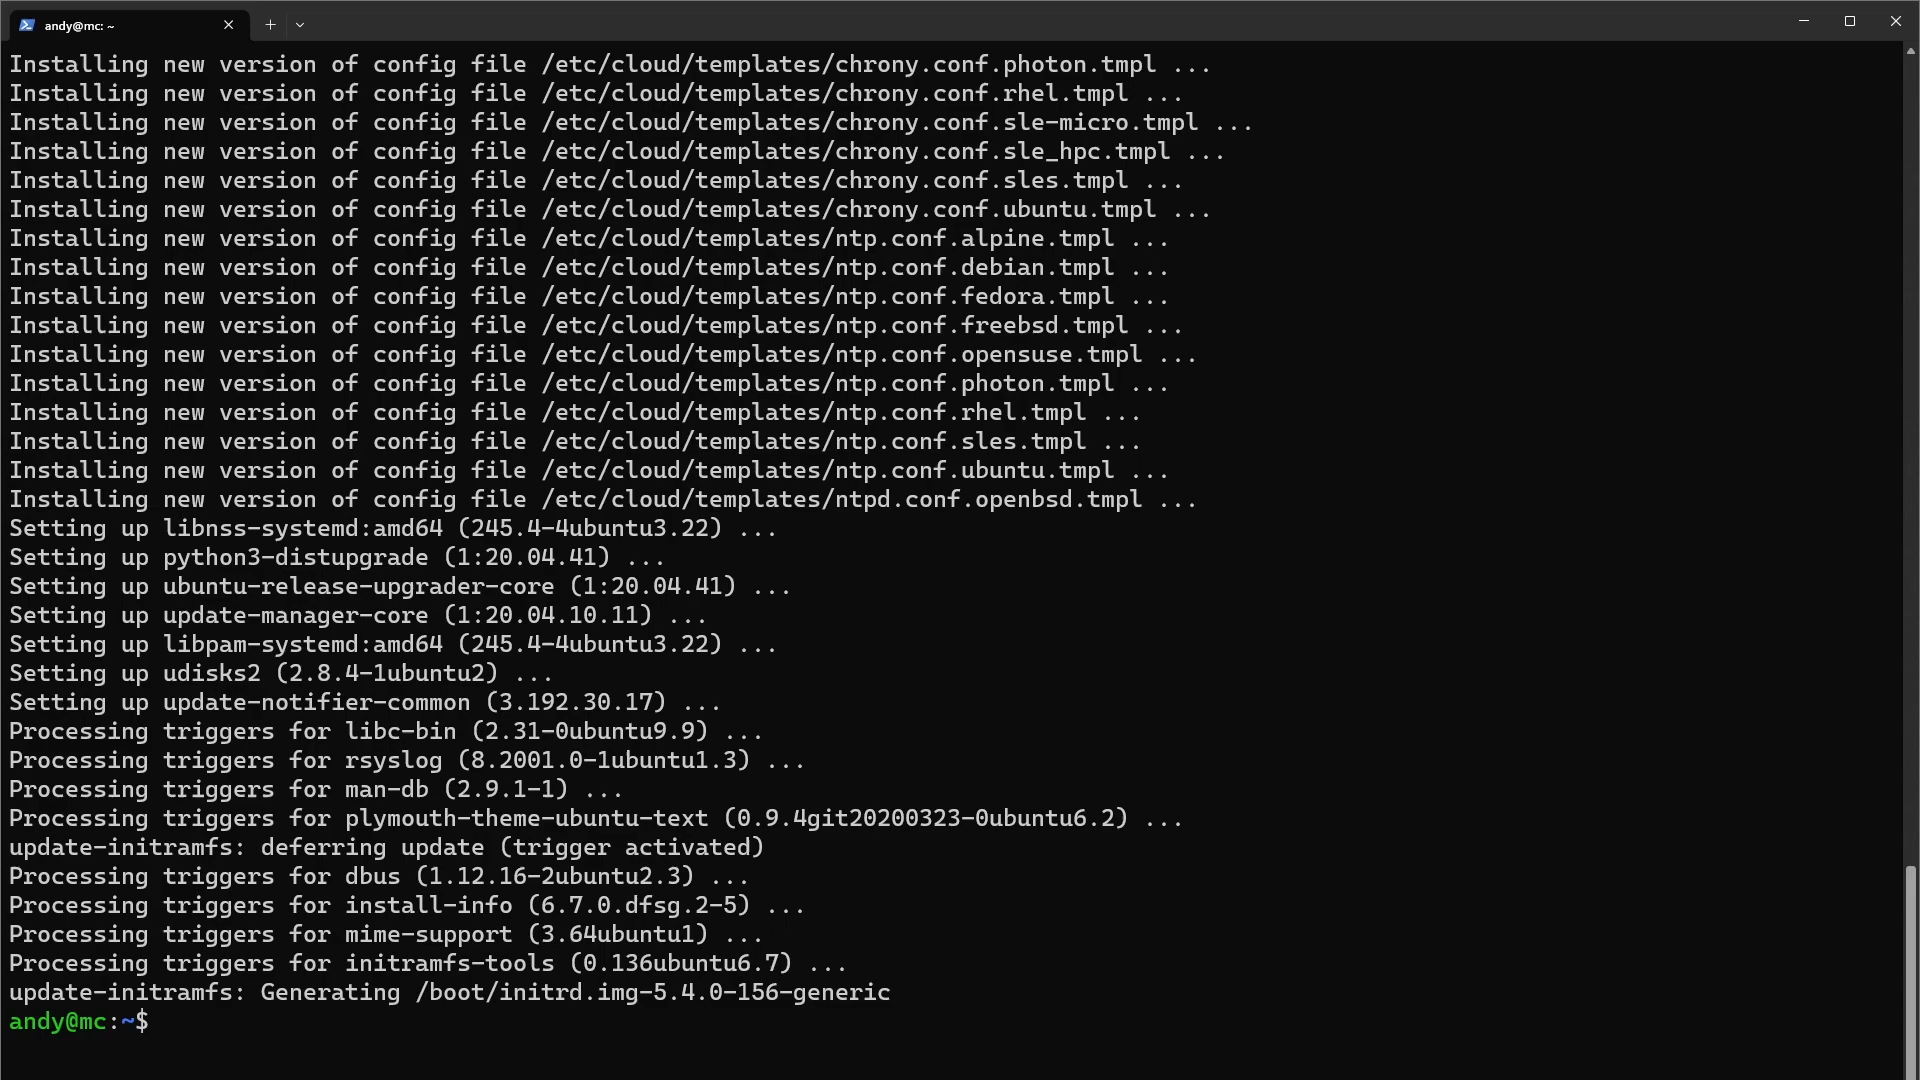 andy@mc: ~
Installing new version of config file /etc/cloud/templates/chrony.conf.photon.tmpl ...
Installing new version of config file /etc/cloud/templates/chrony.conf.rhel.tmpl ...
Installing new version of config file /etc/cloud/templates/chrony.conf.sle-micro.tmpl ...
Installing new version of config file /etc/cloud/templates/chrony.conf.sle_hpc.tmpl ...
Installing new version of config file /etc/cloud/templates/chrony.conf.sles.tmpl ...
Installing new version of config file /etc/cloud/templates/chrony.conf.ubuntu.tmpl ...
Installing new version of config file /etc/cloud/templates/ntp.conf.alpine.tmpl ...
Installing new version of config file /etc/cloud/templates/ntp.conf.debian.tmpl ...
Installing new version of config file /etc/cloud/templates/ntp.conf.fedora.tmpl ...
Installing new version of config file /etc/cloud/templates/ntp.conf.freebsd.tmpl ...
Installing new version of config file /etc/cloud/templates/ntp.conf.opensuse.tmpl ...
Installing new version of config file /etc/cloud/templates/ntp.conf.photon.tmpl ...
Installing new version of config file /etc/cloud/templates/ntp.conf.rhel.tmpl ...
Installing new version of config file /etc/cloud/templates/ntp.conf.sles.tmpl ...
Installing new version of config file /etc/cloud/templates/ntp.conf.ubuntu.tmpl ...
Installing new version of config file /etc/cloud/templates/ntpd.conf.openbsd.tmpl ...
Setting up libnss-systemd:amd64 (245.4-4ubuntu3.22) ...
Setting up python3-distupgrade (1:20.04.41) ...
Setting up ubuntu-release-upgrader-core (1:20.04.41) ...
Setting up update-manager-core (1:20.04.10.11) ...
Setting up libpam-systemd:amd64 (245.4-4ubuntu3.22) ...
Setting up udisks2 (2.8.4-1ubuntu2) ...
Setting up update-notifier-common (3.192.30.17) ...
Processing triggers for libc-bin (2.31-0ubuntu9.9) ...
Processing triggers for rsyslog (8.2001.0-1ubuntu1.3) ...
Processing triggers for man-db (2.9.1-1) ...
Processing triggers for plymouth-theme-ubuntu-text (0.9.4git20200323-0ubuntu6.2) ...
update-initramfs: deferring update (trigger activated)
Processing triggers for dbus (1.12.16-2ubuntu2.3) ...
Processing triggers for install-info (6.7.0.dfsg.2-5) ...
Processing triggers for mime-support (3.64ubuntu1) ...
Processing triggers for initramfs-tools (0.136ubuntu6.7) ...
update-initramfs: Generating /boot/initrd.img-5.4.0-156-generic
andy@mc:~$